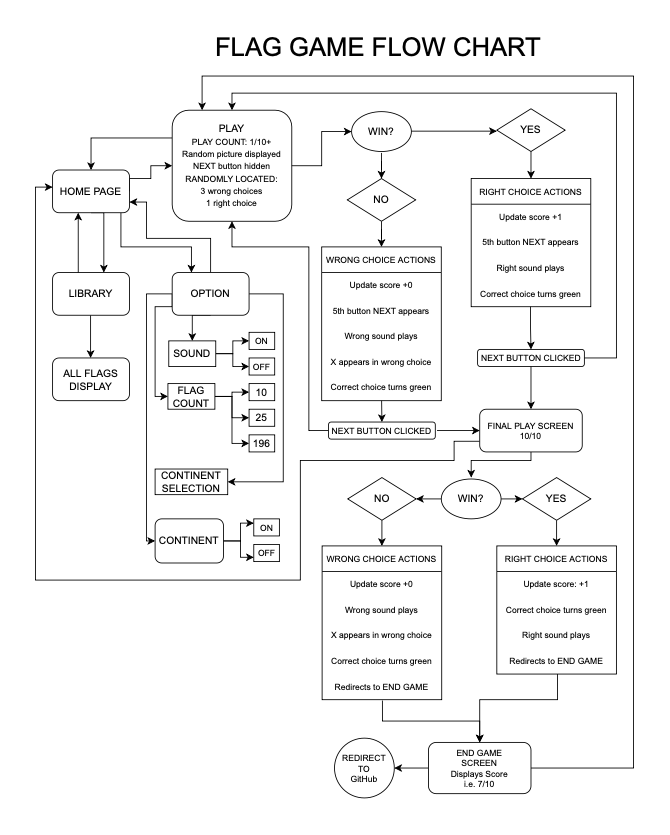 FLAG GAME FLOW CHART
PLAY
PLAY COUNT: 1/10+
Random picture displayed
NEXT button hidden
RANDOMLY LOCATED:
3 wrong choices
1 right choice
WIN?
YES
NO
HOME PAGE
LIBRARY
ALL FLAGS
DISPLAY
OPTION
SOUND
ON
OFF
FLAG
COUNT
10
25
196
CONTINENT
SELECTION
CONTINENT
ON
OFF
WRONG CHOICE ACTIONS
Update score +0
5th button NEXT appears
Wrong sound plays
X appears in wrong choice
Correct choice turns green
NEXT BUTTON CLICKED
RIGHT CHOICE ACTIONS
Update score +1
5th button NEXT appears
Right sound plays
Correct choice turns green
NEXT BUTTON CLICKED
FINAL PLAY SCREEN
10/10
NO
WIN?
YES
WRONG CHOICE ACTIONS
Update score +0
Wrong sound plays
X appears in wrong choice
Correct choice turns green
Redirects to END GAME
RIGHT CHOICE ACTIONS
Update score: +1
Correct choice turns green
Right sound plays
Redirects to END GAME
REDIRECT
TO
GitHub
END GAME
SCREEN
Displays Score
i.e. 7/10